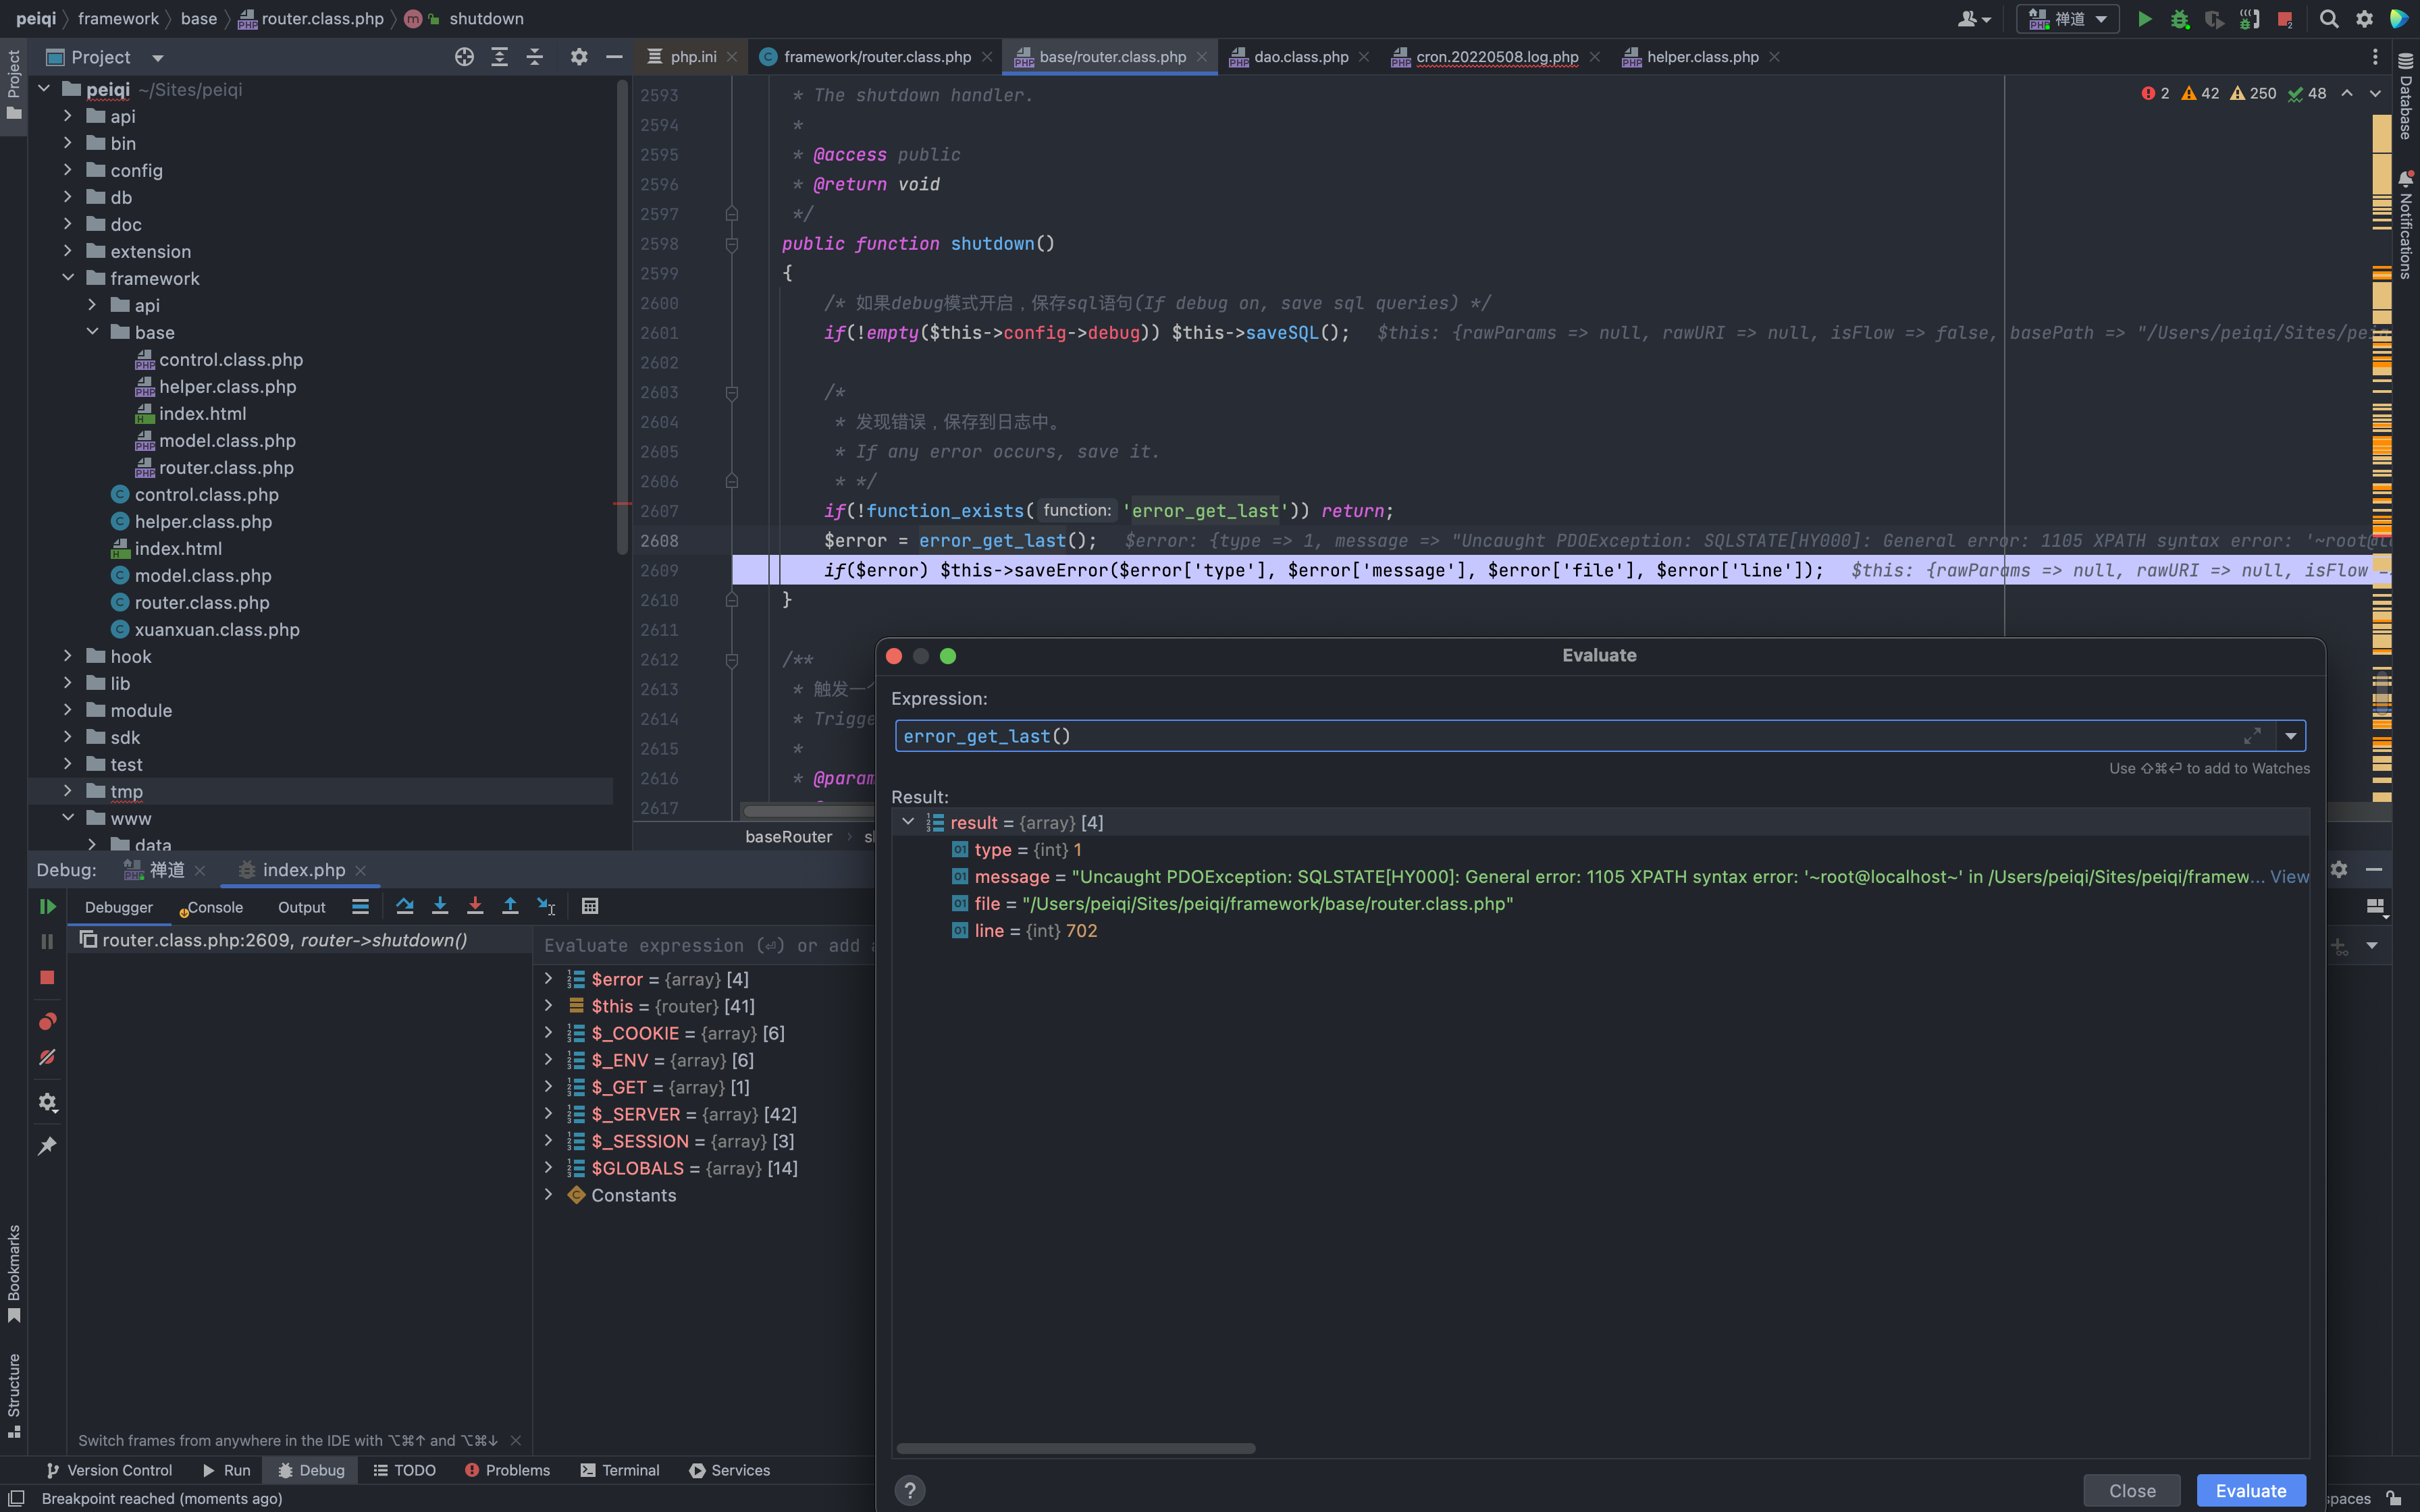 peiqi framework base router.class.php shutdown
禅道
Project
Project
php.ini
framework/router.class.php
base/router.class.php
dao.class.php
cron.20220508.log.php
helper.class.php
Database
Notifications
peiqi ~/Sites/peiqi
api
bin
config
db
doc
extension
framework
api
base
control.class.php
helper.class.php
index.html
model.class.php
router.class.php
control.class.php
helper.class.php
index.html
model.class.php
router.class.php
xuanxuan.class.php
hook
lib
module
sdk
test
tmp
www
data
2 42 250 48
2593 * The shutdown handler.
2594 *
2595 * @access public
2596 * @return void
2597 */
2598 public function shutdown()
2599 {
2600 /* 如果debug模式开启，保存sql语句(If debug on, save sql queries) */
2601 if(!empty($this->config->debug)) $this->saveSQL(); $this: {rawParams => null, rawURI => null, isFlow => false, basePath => "/Users/peiqi/Sites/pei
2602
2603 /*
2604 * 发现错误，保存到日志中。
2605 * If any error occurs, save it.
2606 * */
2607 if(!function_exists( function: 'error_get_last')) return;
2608 $error = error_get_last(); $error: {type => 1, message => "Uncaught PDOException: SQLSTATE[HY000]: General error: 1105 XPATH syntax error: '~root@l
2609 if($error) $this->saveError($error['type'], $error['message'], $error['file'], $error['line']); $this: {rawParams => null, rawURI => null, isFlow
2610 }
2611
2612 /**
2613 * 触发一
2614 * Trigge
2615 *
2616 * @param
2617
baseRouter
Evaluate
Expression:
error_get_last()
Use ⇧⌘⏎ to add to Watches
Result:
result = {array} [4]
type = {int} 1
message = "Uncaught PDOException: SQLSTATE[HY000]: General error: 1105 XPATH syntax error: '~root@localhost~' in /Users/peiqi/Sites/peiqi/framew... View
file = "/Users/peiqi/Sites/peiqi/framework/base/router.class.php"
line = {int} 702
Close
Evaluate
Debug: 禅道 index.php
Debugger Console Output
router.class.php:2609, router->shutdown()
Evaluate expression (⏎) or add a
$error = {array} [4]
$this = {router} [41]
$_COOKIE = {array} [6]
$_ENV = {array} [6]
$_GET = {array} [1]
$_SERVER = {array} [42]
$_SESSION = {array} [3]
$GLOBALS = {array} [14]
Constants
Bookmarks
Structure
Switch frames from anywhere in the IDE with ⌥⌘↑ and ⌥⌘↓
Version Control Run Debug TODO Problems Terminal Services
Breakpoint reached (moments ago)
spaces